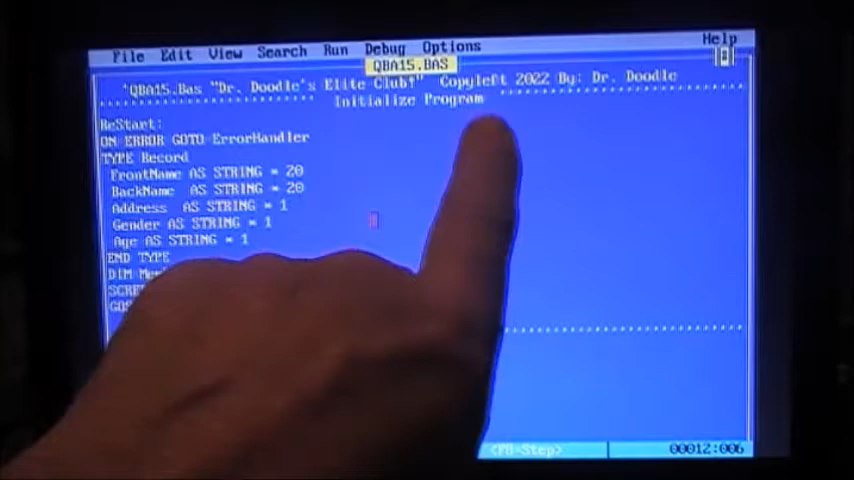 File Edit View Search Run Debug Options Help
QBA15.BAS
'QBA15.Bas "Dr. Doodle's Elite Club!" Copyleft 2022 By: Dr. Doodle
Initialize Program
ReStart:
ON ERROR GOTO ErrorHandler
TYPE Record
FrontName AS STRING * 20
BackName AS STRING * 20
Address AS STRING * 1
Gender AS STRING * 1
Age AS STRING * 1
END TYPE
DIM
<F8=Step> 00012:006